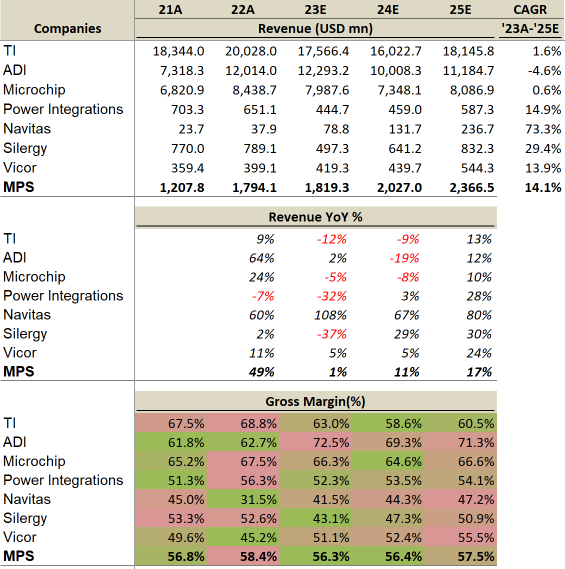 21A 22A 23E 24E 25E CAGR
Companies Revenue (USD mn) '23A-'25E
TI 18,344.0 20,028.0 17,566.4 16,022.7 18,145.8 1.6%
ADI 7,318.3 12,014.0 12,293.2 10,008.3 11,184.7 -4.6%
Microchip 6,820.9 8,438.7 7,987.6 7,348.1 8,086.9 0.6%
Power Integrations 703.3 651.1 444.7 459.0 587.3 14.9%
Navitas 23.7 37.9 78.8 131.7 236.7 73.3%
Silergy 770.0 789.1 497.3 641.2 832.3 29.4%
Vicor 359.4 399.1 419.3 439.7 544.3 13.9%
MPS 1,207.8 1,794.1 1,819.3 2,027.0 2,366.5 14.1%
Revenue YoY %
TI 9% -12% -9% 13%
ADI 64% 2% -19% 12%
Microchip 24% -5% -8% 10%
Power Integrations -7% -32% 3% 28%
Navitas 60% 108% 67% 80%
Silergy 2% -37% 29% 30%
Vicor 11% 5% 5% 24%
MPS 49% 1% 11% 17%
Gross Margin(%)
TI 67.5% 68.8% 63.0% 58.6% 60.5%
ADI 61.8% 62.7% 72.5% 69.3% 71.3%
Microchip 65.2% 67.5% 66.3% 64.6% 66.6%
Power Integrations 51.3% 56.3% 52.3% 53.5% 54.1%
Navitas 45.0% 31.5% 41.5% 44.3% 47.2%
Silergy 53.3% 52.6% 43.1% 47.3% 50.9%
Vicor 49.6% 45.2% 51.1% 52.4% 55.5%
MPS 56.8% 58.4% 56.3% 56.4% 57.5%